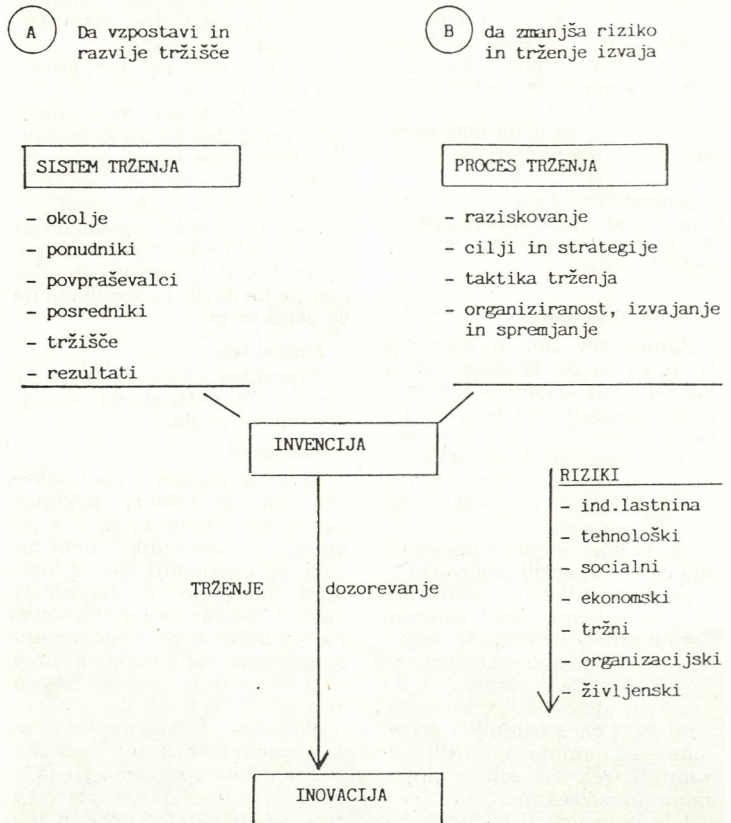 A
Da vzpostavi in
razvije tržišče
B
da zmanjša riziko
in trženje izvaja
SISTEM TRŽENJA
- okolje
- ponudniki
- povpraševalci
- posredniki
- tržišče
- rezultati
PROCES TRŽENJA
- raziskovanje
- cilji in strategije
- taktika trženja
- organiziranost, izvajanje
in spremjanje
INVENCIJA
RIZIKI
- ind.lastnina
- tehnološki
- socialni
- ekonomski
- tržni
- organizacijski
- življenski
TRŽENJE
dozorevanje
INOVACIJA